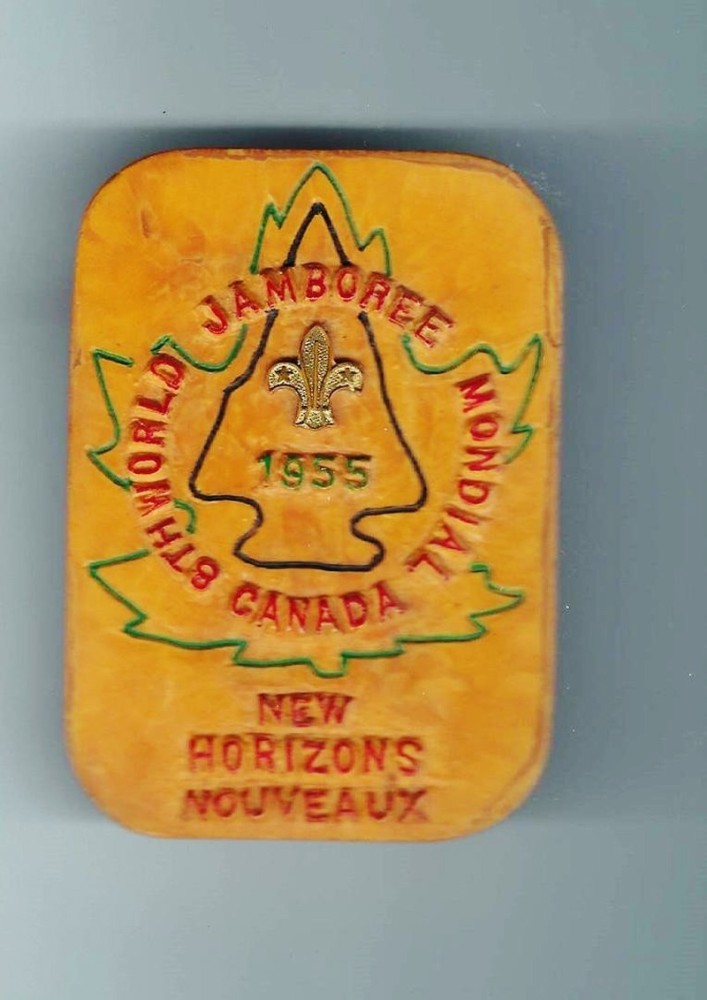 8TH WORLD JAMBOREE MONDIAL
CANADA
1955
NEW
HORIZONS
NOUVEAUX